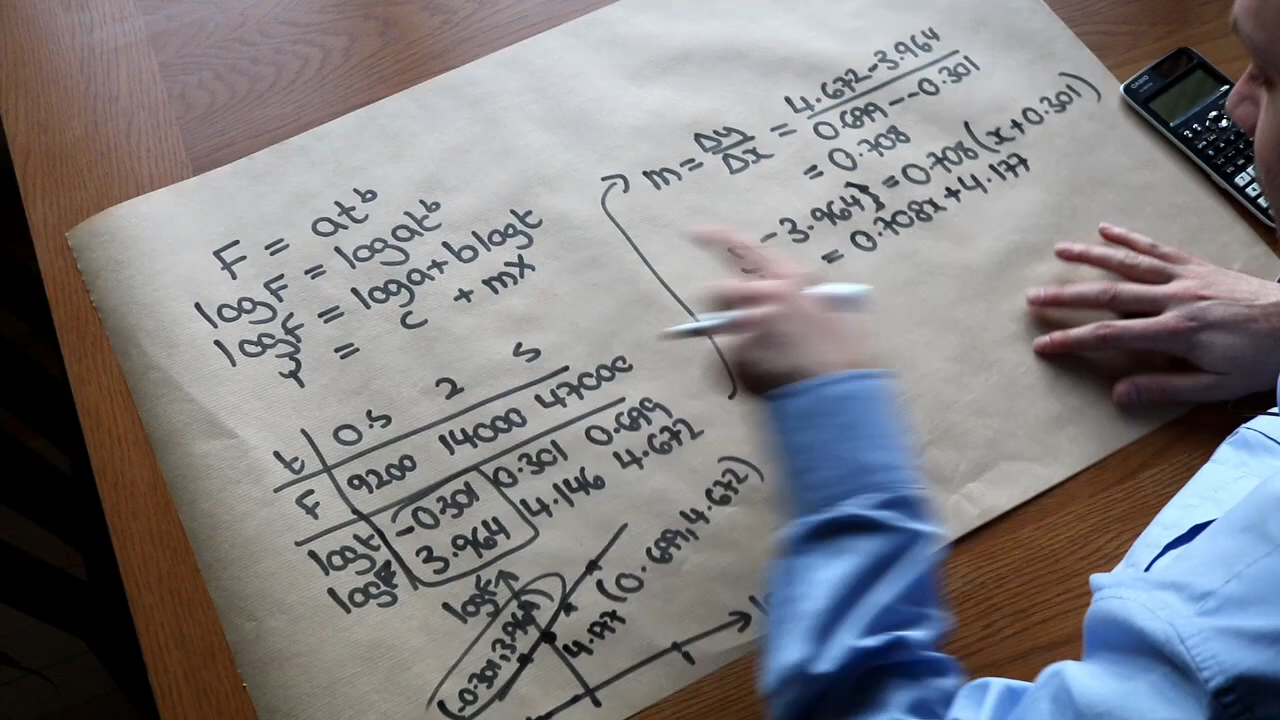 F = at^b
log F = log at^b
log F = log a + b log t
y = c + mx
t 0.5 2 5
F 9200 14000 47000
log t -0.301 0.301 0.699
log F 3.964 4.146 4.672
log F
(-0.301, 3.964)
4.177
(0.699, 4.672)
m = Δy/Δx = 4.672 - 3.964 / 0.699 - -0.301
= 0.708
- 3.964 = 0.708(x + 0.301)
= 0.708x + 4.177
CASIO